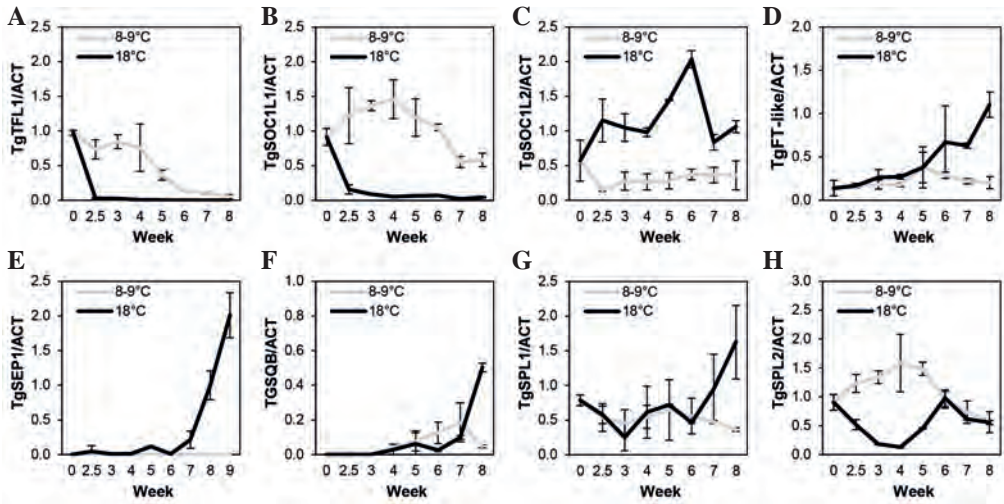 A
TgTFL1/ACT
2.5
2.0
1.5
1.0
0.5
0.0
8-9°C
18°C
0 2.5 3 4 5 6 7 8
Week
B
TgSOC1L1/ACT
2.5
2.0
1.5
1.0
0.5
0.0
8-9°C
18°C
0 2.5 3 4 5 6 7 8
Week
C
TgSOC1L2/ACT
2.5
2.0
1.5
1.0
0.5
0.0
8-9°C
18°C
0 2.5 3 4 5 6 7 8
Week
D
TgFT-like/ACT
2.0
1.5
1.0
0.2
0.0
8-9°C
18°C
0 2.5 3 4 5 6 7 8
Week
E
TgSEP1/ACT
2.5
2.0
1.5
1.0
0.5
0.0
8-9°C
18°C
0 2.5 3 4 5 6 7 8 9
Week
F
TGSQB/ACT
1.0
0.8
0.6
0.4
0.2
0.0
8-9°C
18°C
0 2.5 3 4 5 6 7 8
Week
G
TgSPL1/ACT
2.5
2.0
1.5
1.0
0.5
0.0
8-9°C
18°C
0 2.5 3 4 5 6 7 8
Week
H
TgSPL2/ACT
3.0
2.0
1.5
1.0
0.5
0.0
8-9°C
18°C
0 2.5 3 4 5 6 7 8
Week